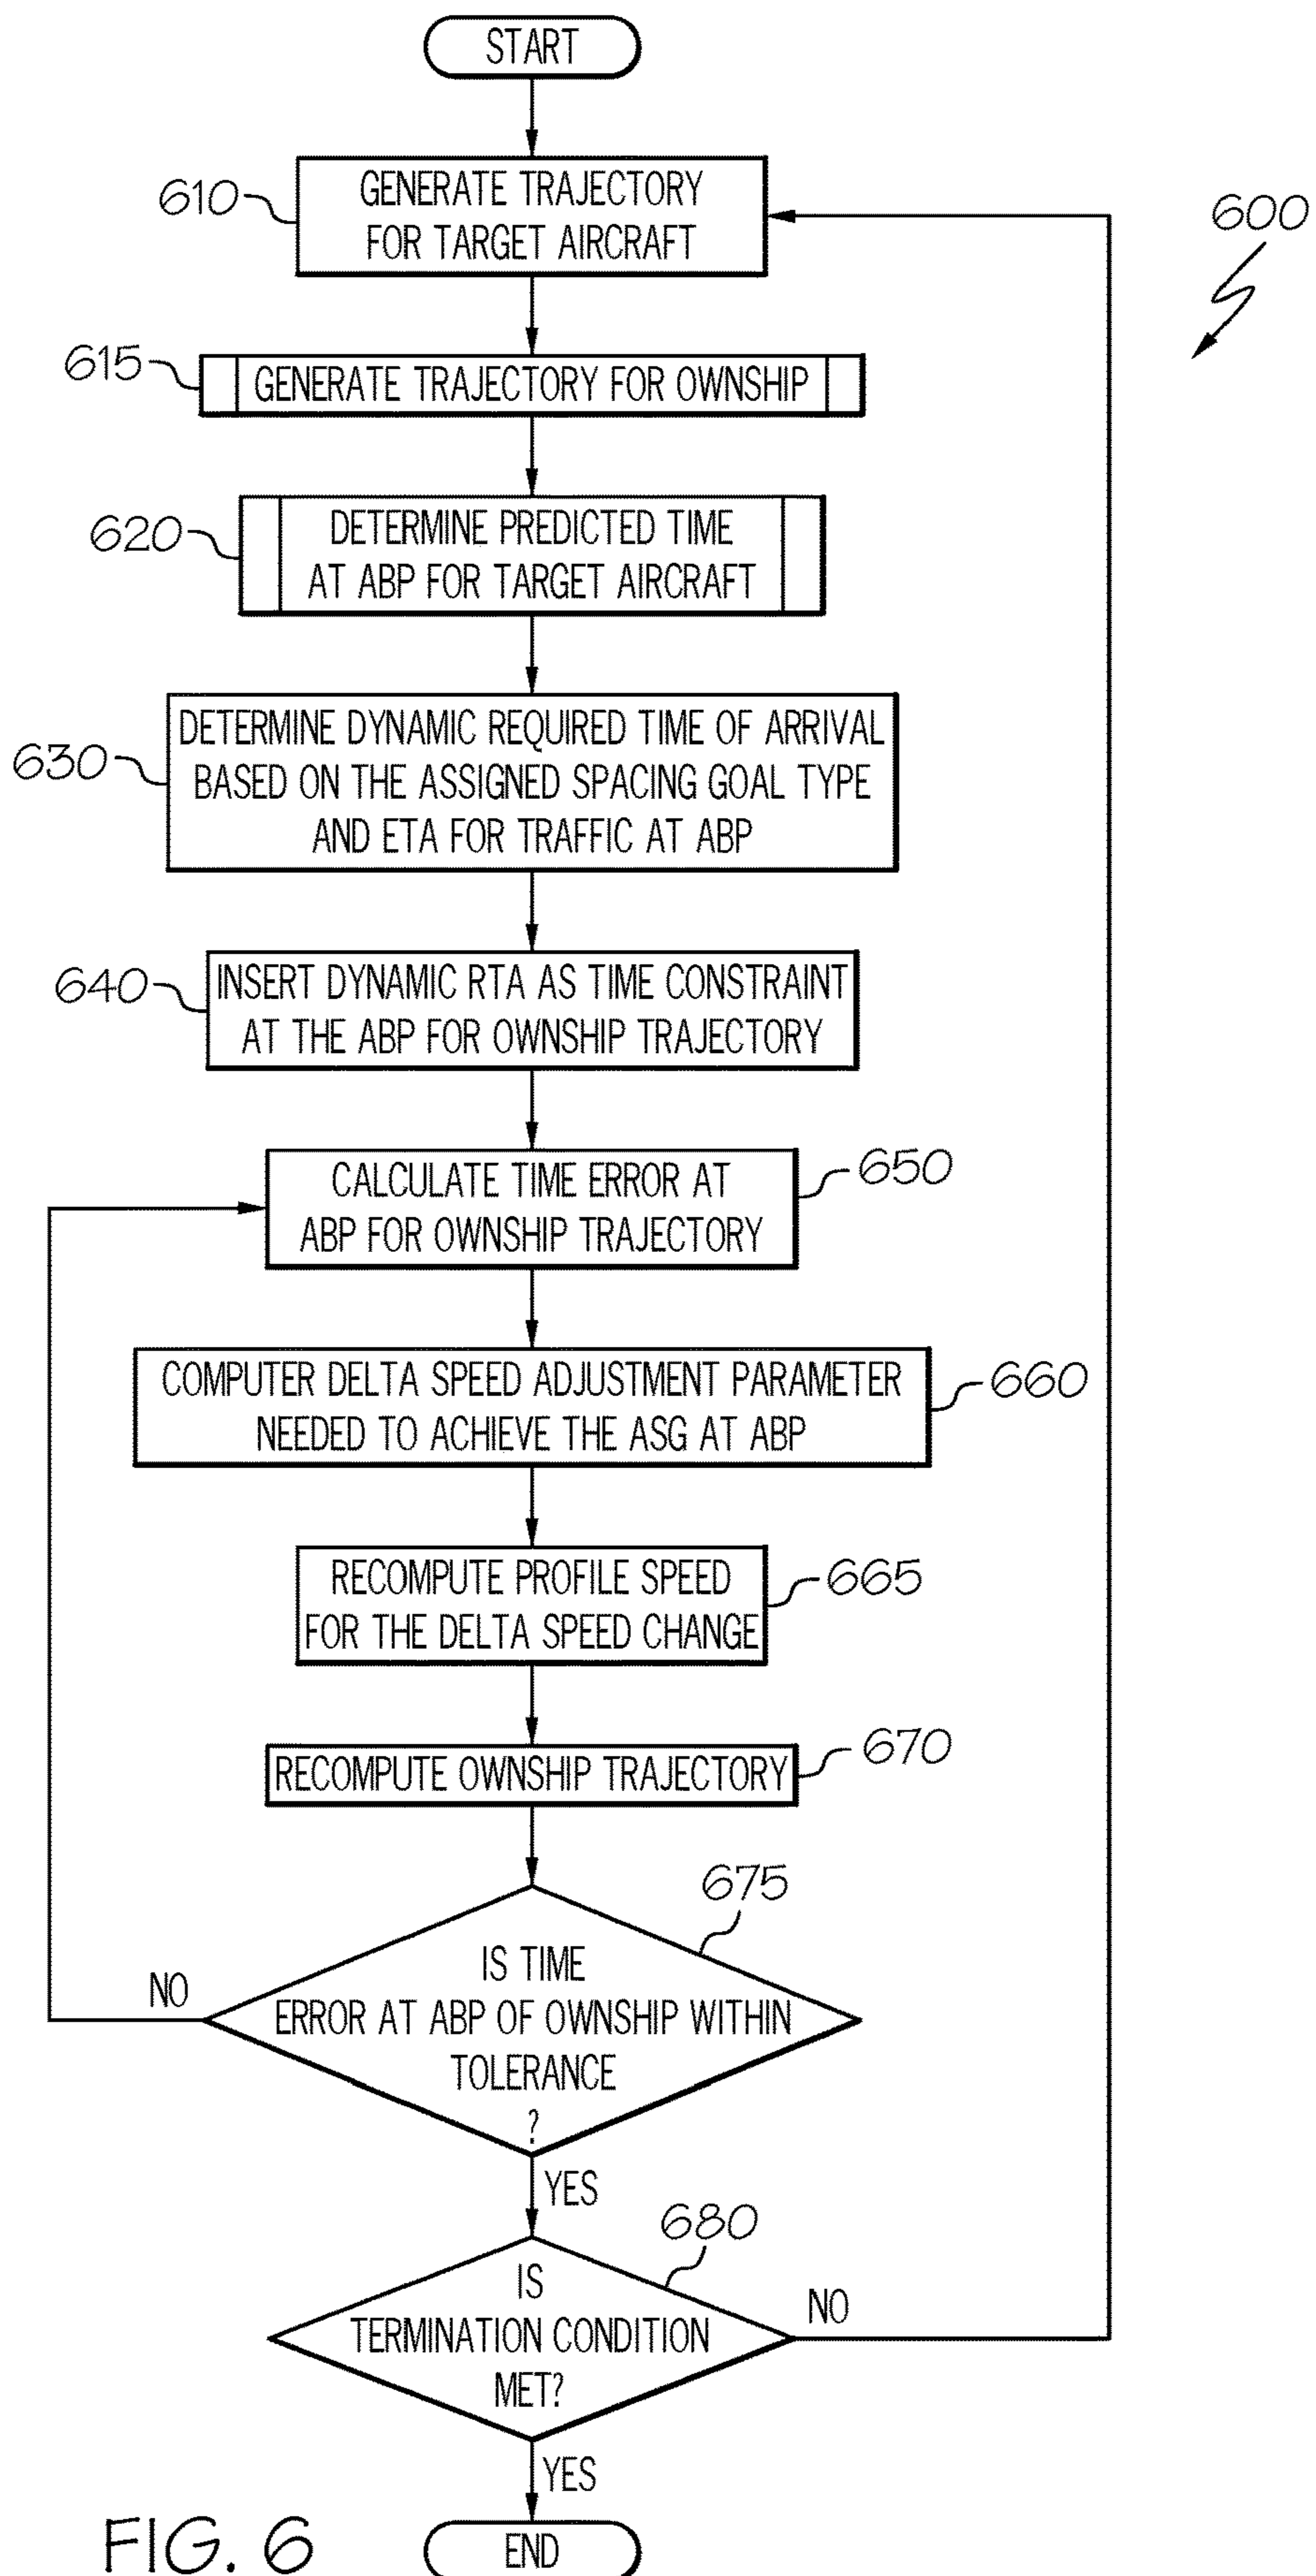 START
610
GENERATE TRAJECTORY
FOR TARGET AIRCRAFT
600
615
GENERATE TRAJECTORY FOR OWNSHIP
620
DETERMINE PREDICTED TIME
AT ABP FOR TARGET AIRCRAFT
630
DETERMINE DYNAMIC REQUIRED TIME OF ARRIVAL
BASED ON THE ASSIGNED SPACING GOAL TYPE
AND ETA FOR TRAFFIC AT ABP
640
INSERT DYNAMIC RTA AS TIME CONSTRAINT
AT THE ABP FOR OWNSHIP TRAJECTORY
CALCULATE TIME ERROR AT
ABP FOR OWNSHIP TRAJECTORY
650
COMPUTER DELTA SPEED ADJUSTMENT PARAMETER
NEEDED TO ACHIEVE THE ASG AT ABP
660
RECOMPUTE PROFILE SPEED
FOR THE DELTA SPEED CHANGE
665
RECOMPUTE OWNSHIP TRAJECTORY
670
675
IS TIME
ERROR AT ABP OF OWNSHIP WITHIN
TOLERANCE
?
NO
YES
680
IS
TERMINATION CONDITION
MET?
NO
YES
END
FIG. 6